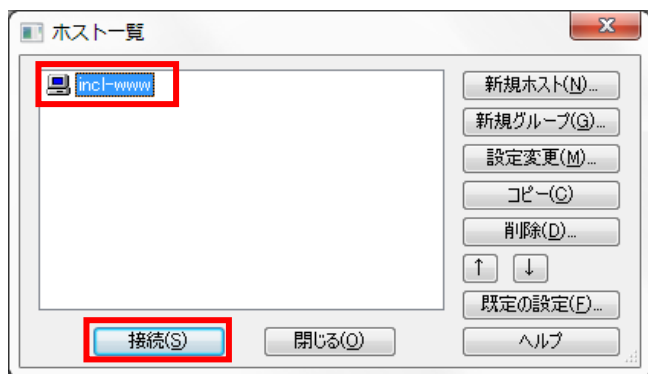 ホスト一覧
incl-www
新規ホスト(N)...
新規グループ(G)...
設定変更(M)...
コピー(C)
削除(D)...
↑ ↓
既定の設定(F)...
接続(S) 閉じる(O) ヘルプ